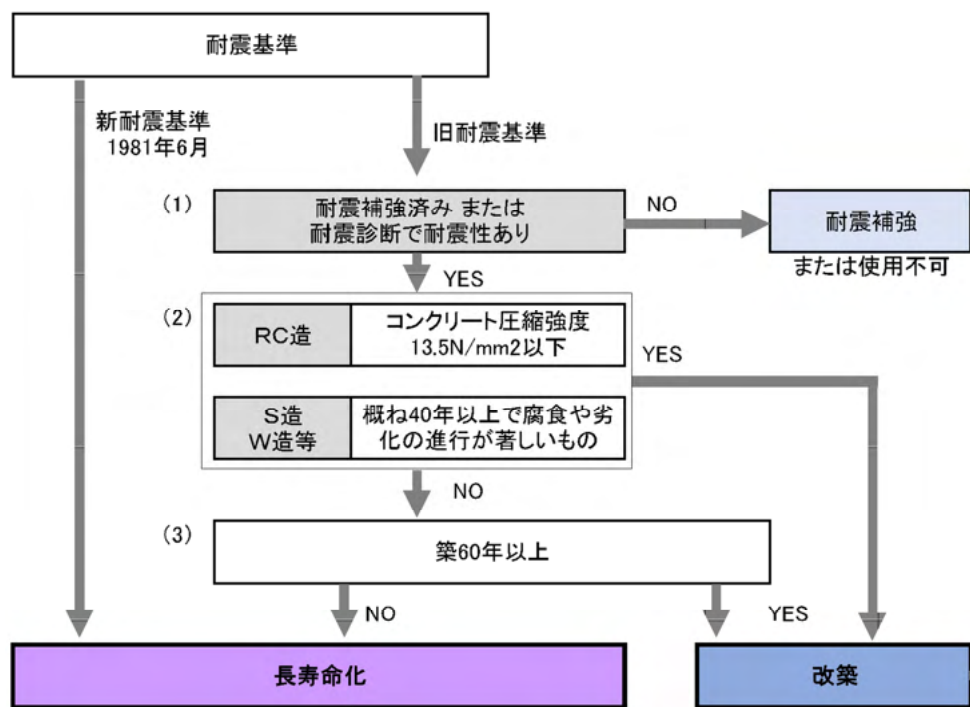 耐震基準
新耐震基準
1981年6月
旧耐震基準
(1)
耐震補強済み または
耐震診断で耐震性あり
NO
耐震補強
または使用不可
YES
(2)
RC造
コンクリート圧縮強度
13.5N/mm2以下
YES
S造
W造等
概ね40年以上で腐食や劣
化の進行が著しいもの
NO
(3)
築60年以上
NO
YES
長寿命化
改築